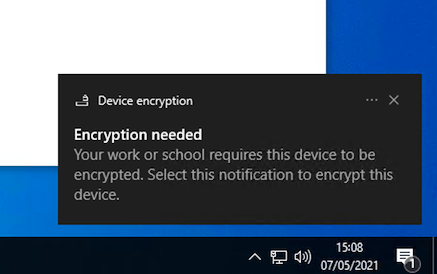 Device encryption
Encryption needed
Your work or school requires this device to be
encrypted. Select this notification to encrypt this
device.
15:08
07/05/2021
1